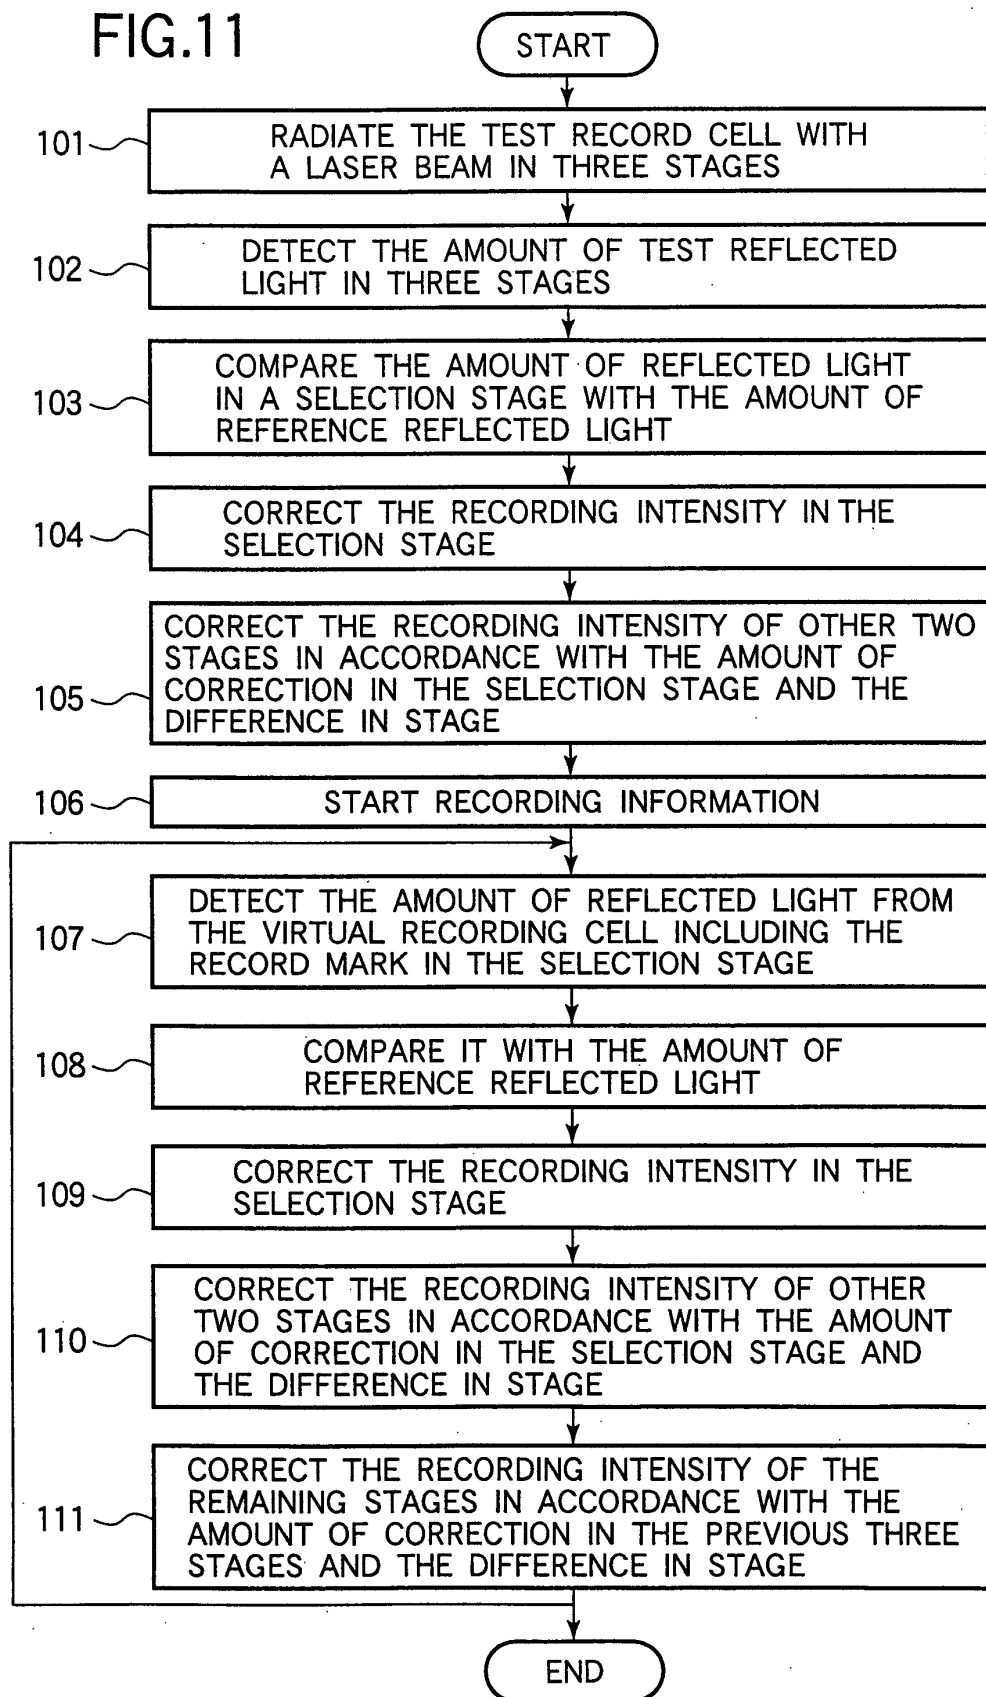 FIG.11
START
101
RADIATE THE TEST RECORD CELL WITH
A LASER BEAM IN THREE STAGES
102
DETECT THE AMOUNT OF TEST REFLECTED
LIGHT IN THREE STAGES
103
COMPARE THE AMOUNT OF REFLECTED LIGHT
IN A SELECTION STAGE WITH THE AMOUNT OF
REFERENCE REFLECTED LIGHT
104
CORRECT THE RECORDING INTENSITY IN THE
SELECTION STAGE
105
CORRECT THE RECORDING INTENSITY OF OTHER TWO
STAGES IN ACCORDANCE WITH THE AMOUNT OF
CORRECTION IN THE SELECTION STAGE AND THE
DIFFERENCE IN STAGE
106
START RECORDING INFORMATION
107
DETECT THE AMOUNT OF REFLECTED LIGHT FROM
THE VIRTUAL RECORDING CELL INCLUDING THE
RECORD MARK IN THE SELECTION STAGE
108
COMPARE IT WITH THE AMOUNT OF
REFERENCE REFLECTED LIGHT
109
CORRECT THE RECORDING INTENSITY IN THE
SELECTION STAGE
110
CORRECT THE RECORDING INTENSITY OF OTHER
TWO STAGES IN ACCORDANCE WITH THE AMOUNT
OF CORRECTION IN THE SELECTION STAGE AND
THE DIFFERENCE IN STAGE
111
CORRECT THE RECORDING INTENSITY OF THE
REMAINING STAGES IN ACCORDANCE WITH THE
AMOUNT OF CORRECTION IN THE PREVIOUS THREE
STAGES AND THE DIFFERENCE IN STAGE
END